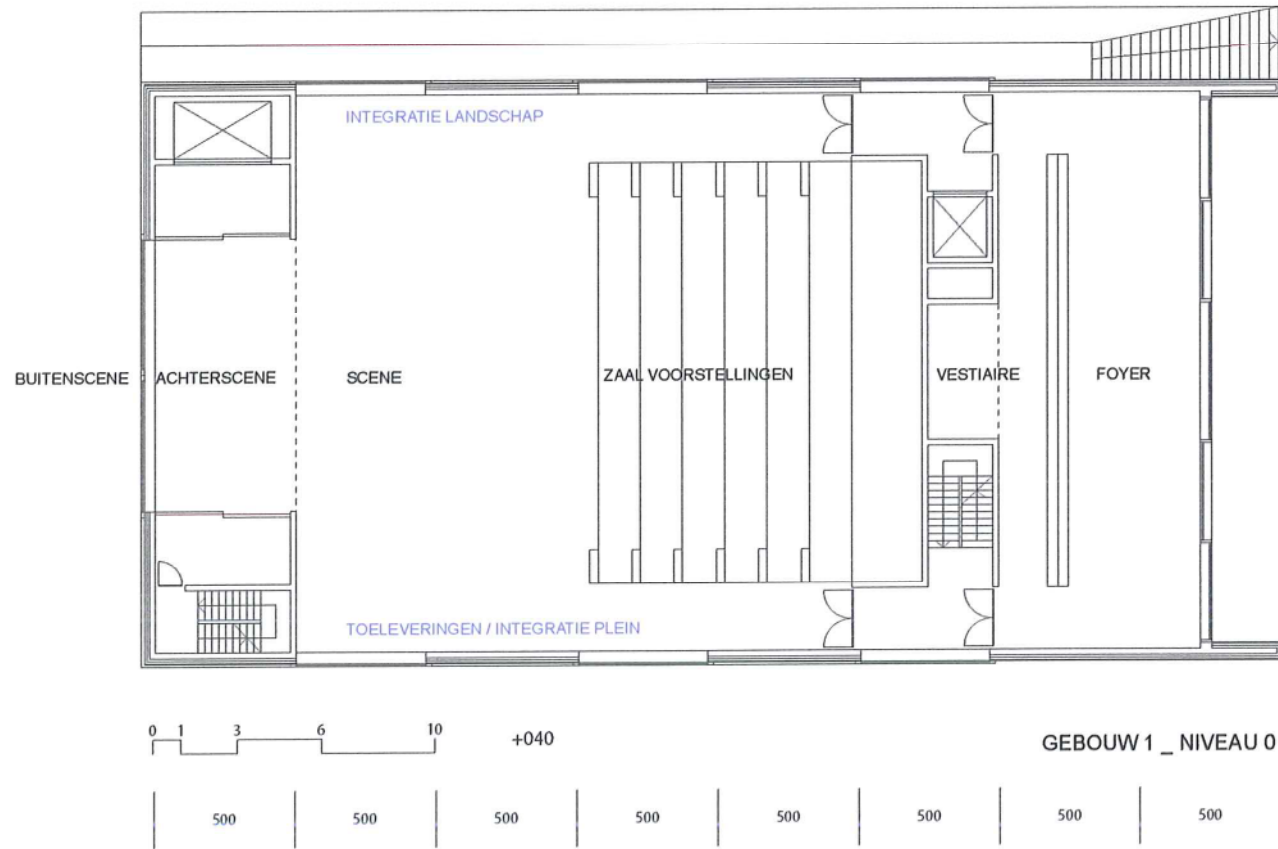 INTEGRATIE LANDSCHAP
BUITENSCENE
ACHTERSCENE
SCENE
ZAAL VOORSTELLINGEN
VESTIAIRE
FOYER
TOELEVERINGEN / INTEGRATIE PLEIN
0 1 3 6 10
+040
GEBOUW 1 _ NIVEAU 0
500 500 500 500 500 500 500 500